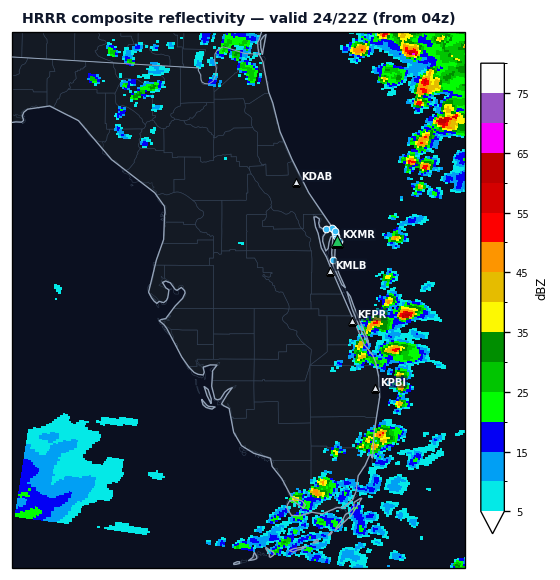 HRRR composite reflectivity — valid 24/22Z (from 04z)
KDAB
KXMR
KMLB
KFPR
KPBI
75
65
55
45
35
25
15
5
dBZ